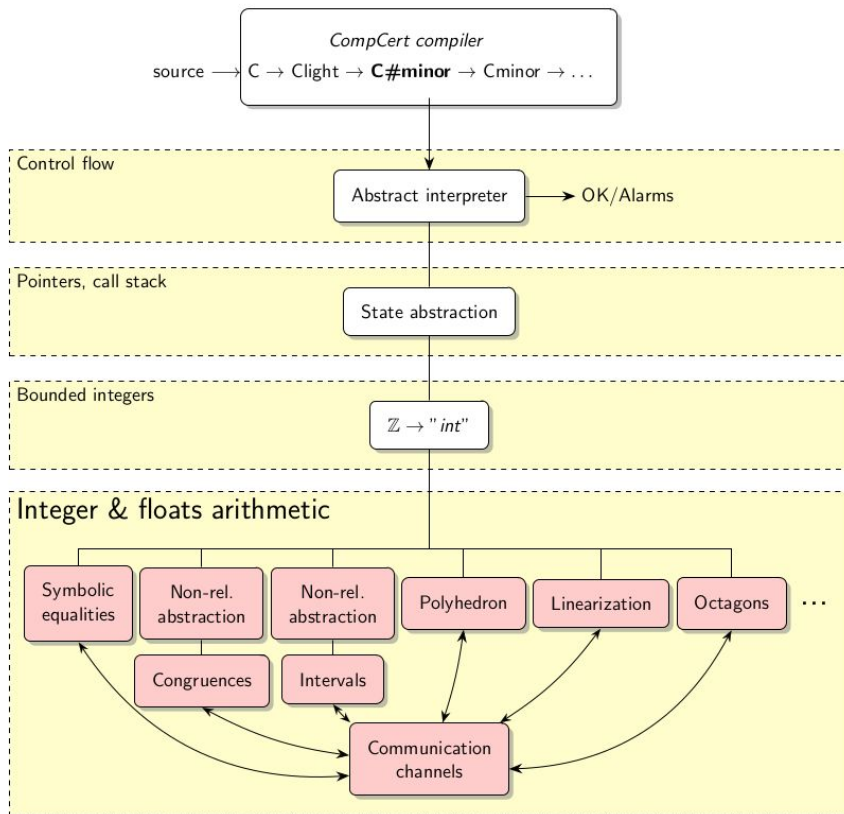 CompCert compiler
source → C → Clight → C#minor → Cminor → ...
Control flow
Abstract interpreter
OK/Alarms
Pointers, call stack
State abstraction
Bounded integers
ℤ → "int"
Integer & floats arithmetic
Symbolic
equalities
Non-rel.
abstraction
Non-rel.
abstraction
Polyhedron
Linearization
Octagons
...
Congruences
Intervals
Communication
channels